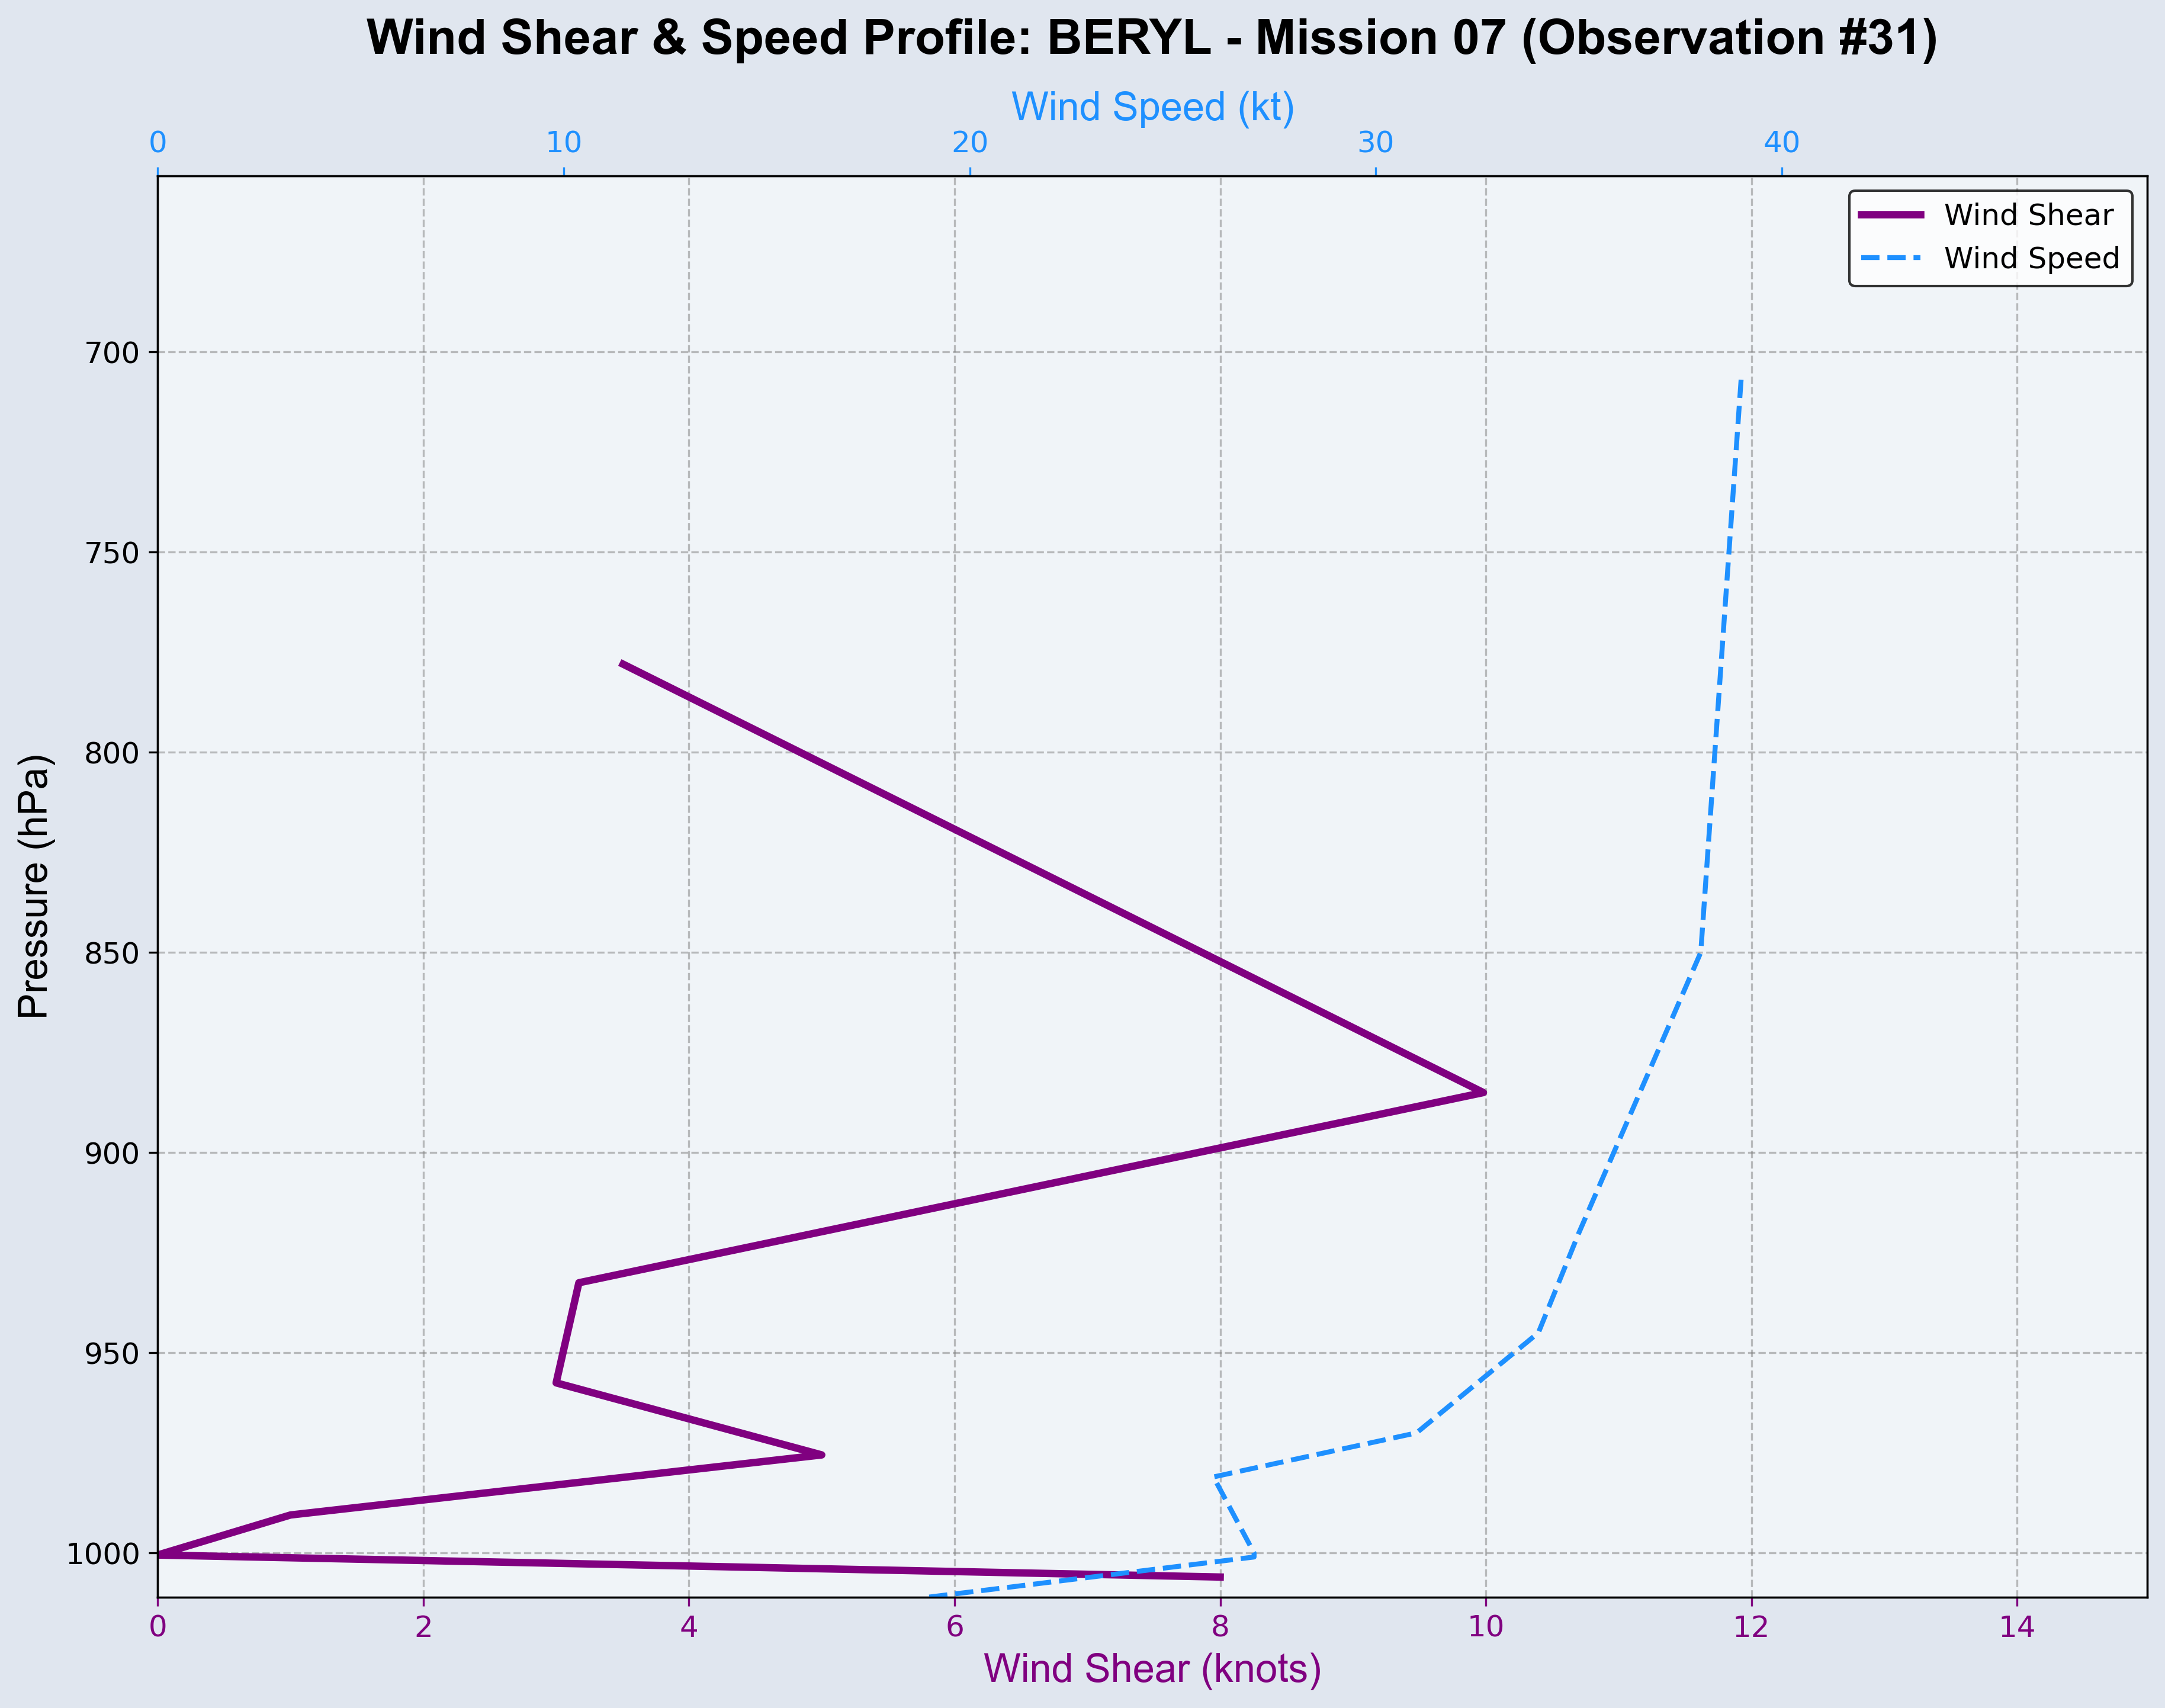 Wind Shear & Speed Profile: BERYL - Mission 07 (Observation #31)
Wind Speed (kt)
0 10 20 30 40
Wind Shear
Wind Speed
700
750
800
850
900
950
1000
Pressure (hPa)
0 2 4 6 8 10 12 14
Wind Shear (knots)